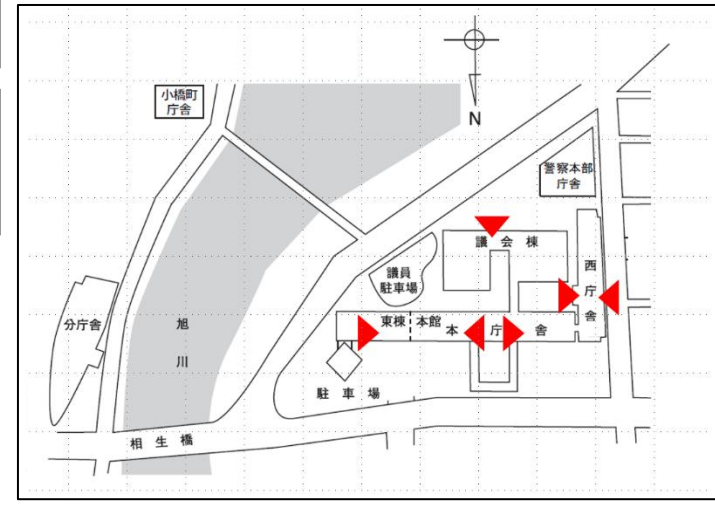 小橋町
庁舎
N
警察本部
庁舎
議会棟
議員
駐車場
西庁舎
分庁舎
旭川
東棟
本館
本庁舎
駐車場
相生橋